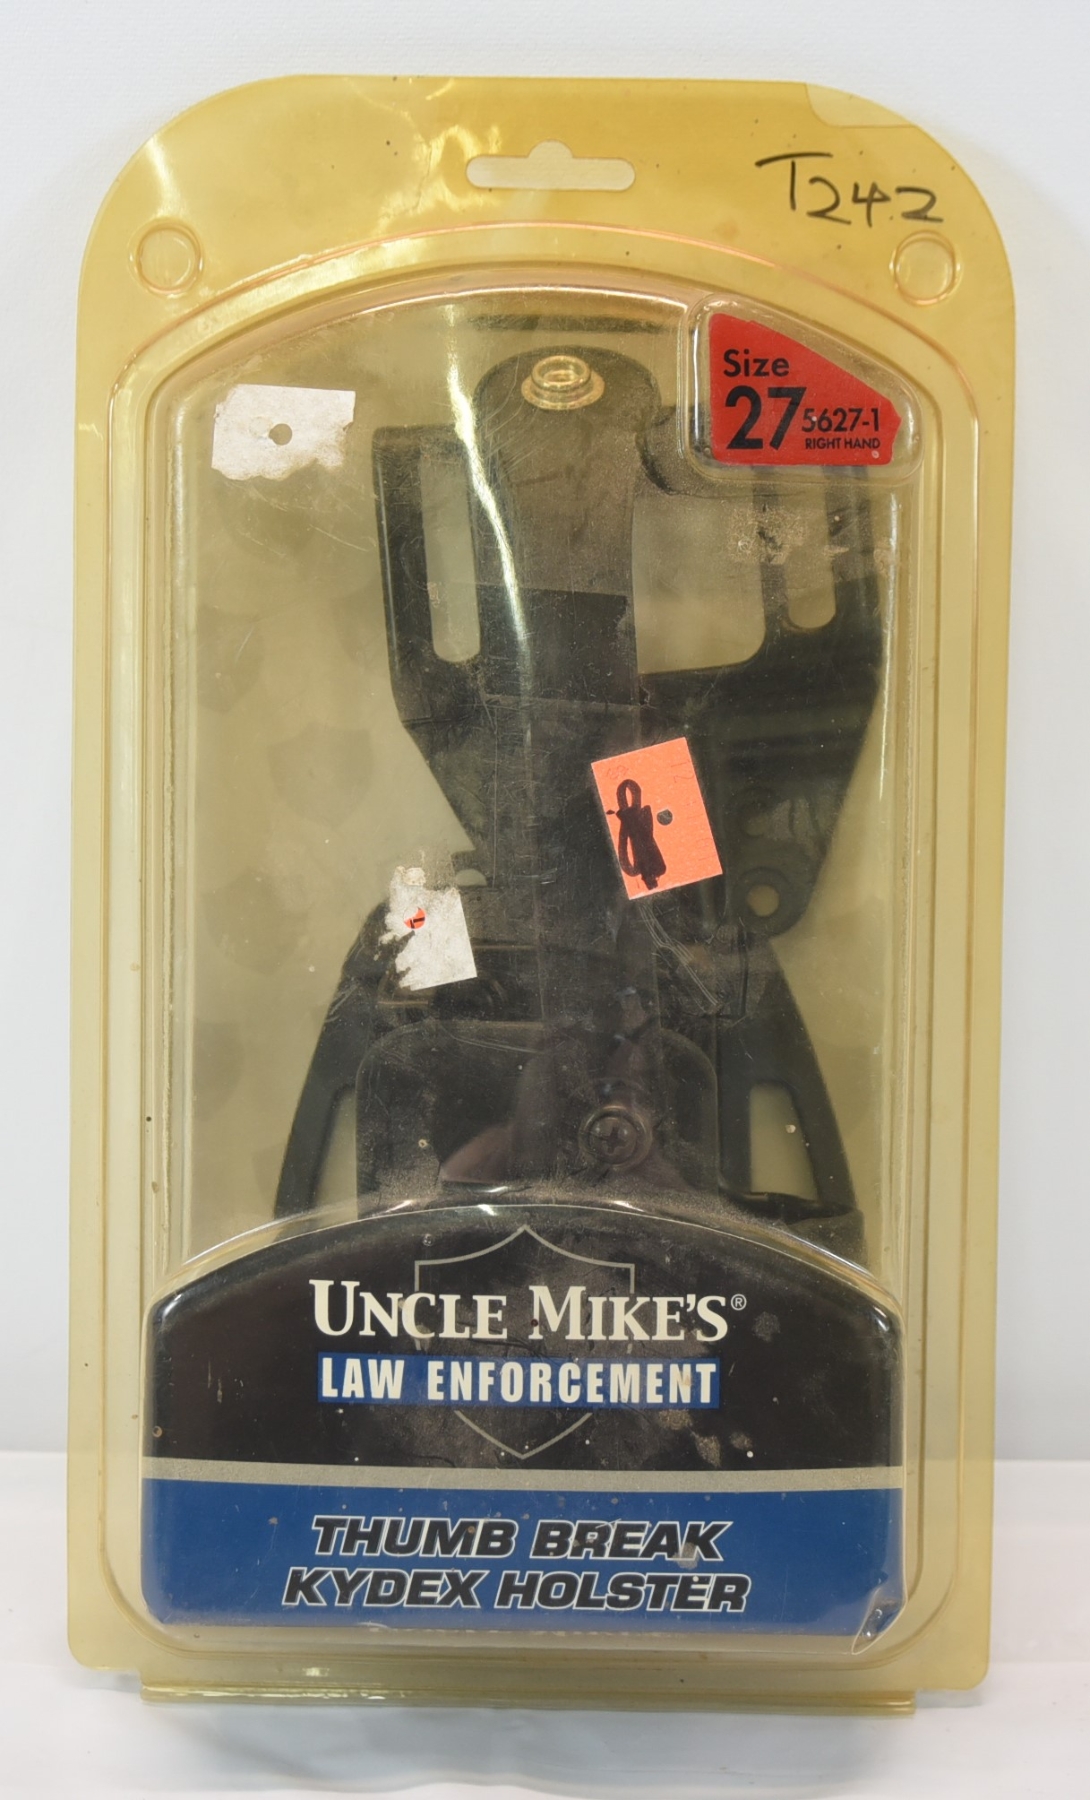 T242
Size
27 5627-1
RIGHT HAND
UNCLE MIKE'S®
LAW ENFORCEMENT
THUMB BREAK
KYDEX HOLSTER